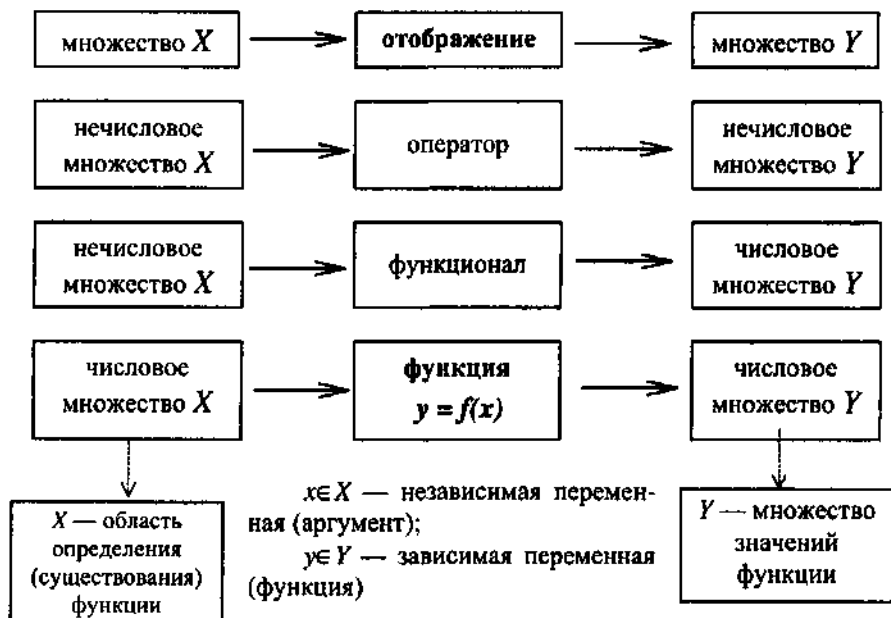 множество X
отображение
множество Y
нечисловое
множество X
оператор
нечисловое
множество Y
нечисловое
множество X
функционал
числовое
множество Y
числовое
множество X
функция
y = f(x)
числовое
множество Y
X — область
определения
(существования)
функции
x∈X — независимая перемен-
ная (аргумент);
y∈Y — зависимая переменная
(функция)
Y — множество
значений
функции